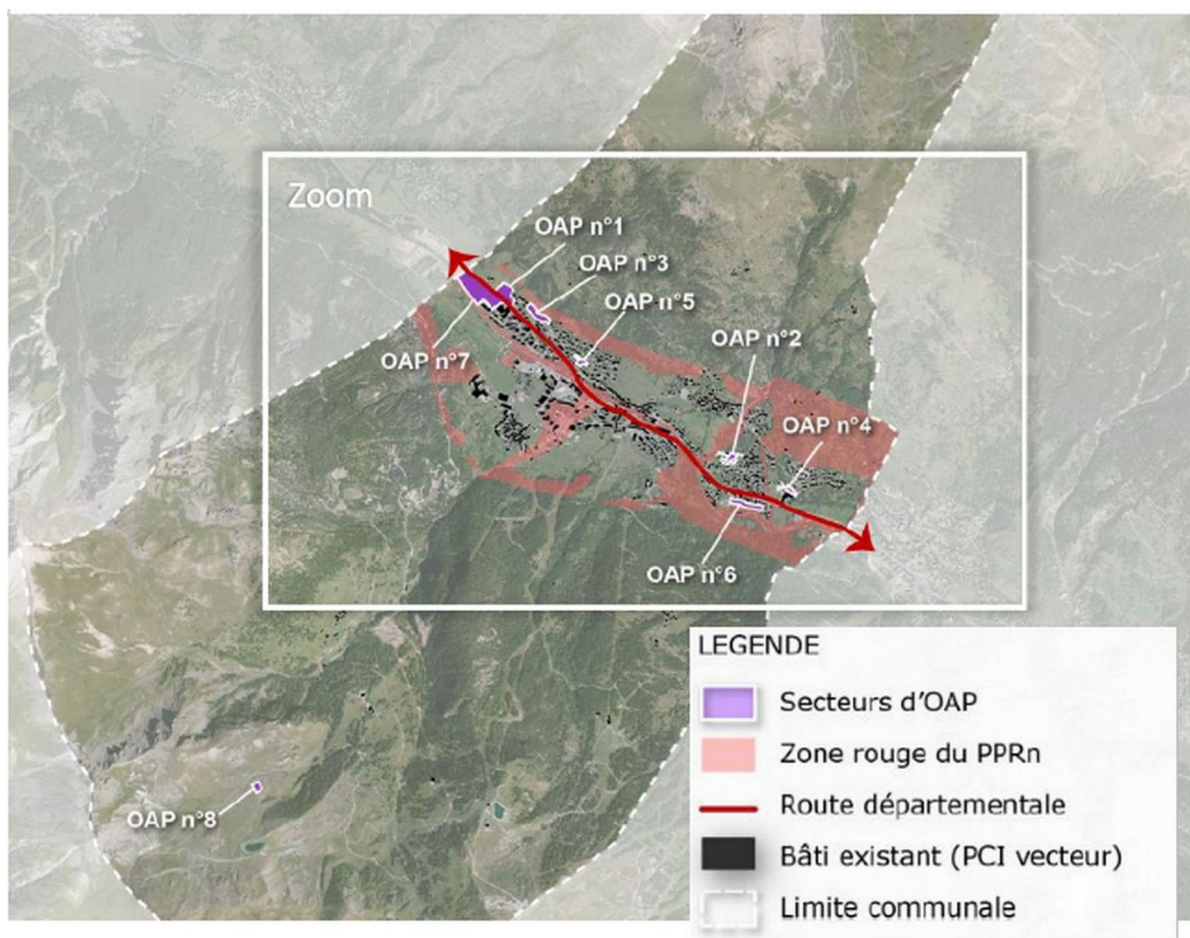 Zoom
OAP n°1
OAP n°3
OAP n°5
OAP n°2
OAP n°7
OAP n°4
OAP n°6
OAP n°8
LEGENDE
Secteurs d'OAP
Zone rouge du PPRn
Route départementale
Bâti existant (PCI vecteur)
Limite communale